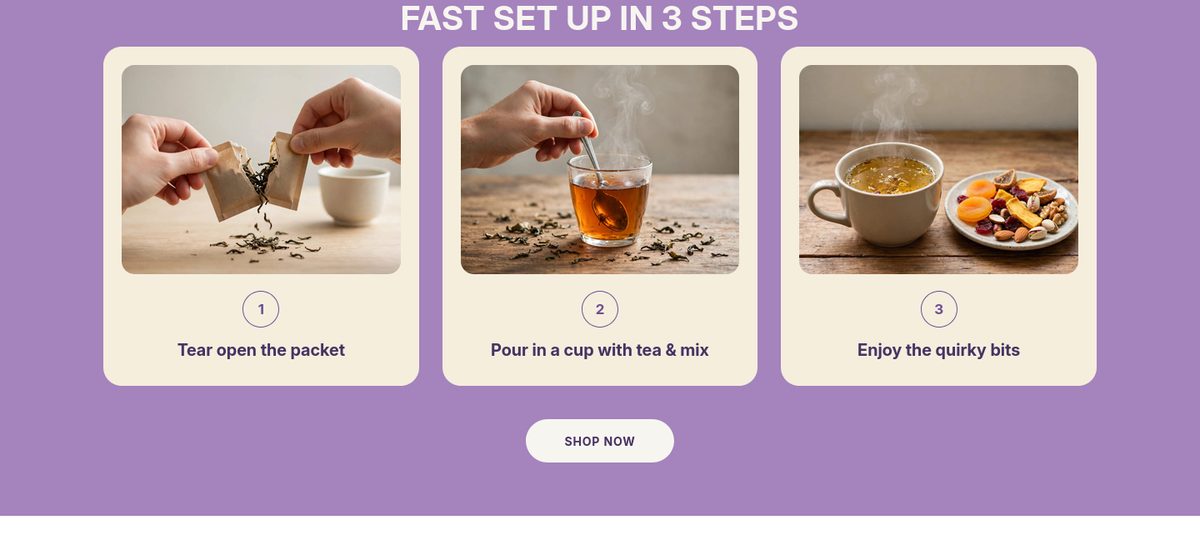 FAST SET UP IN 3 STEPS
1
Tear open the packet
2
Pour in a cup with tea & mix
3
Enjoy the quirky bits
SHOP NOW